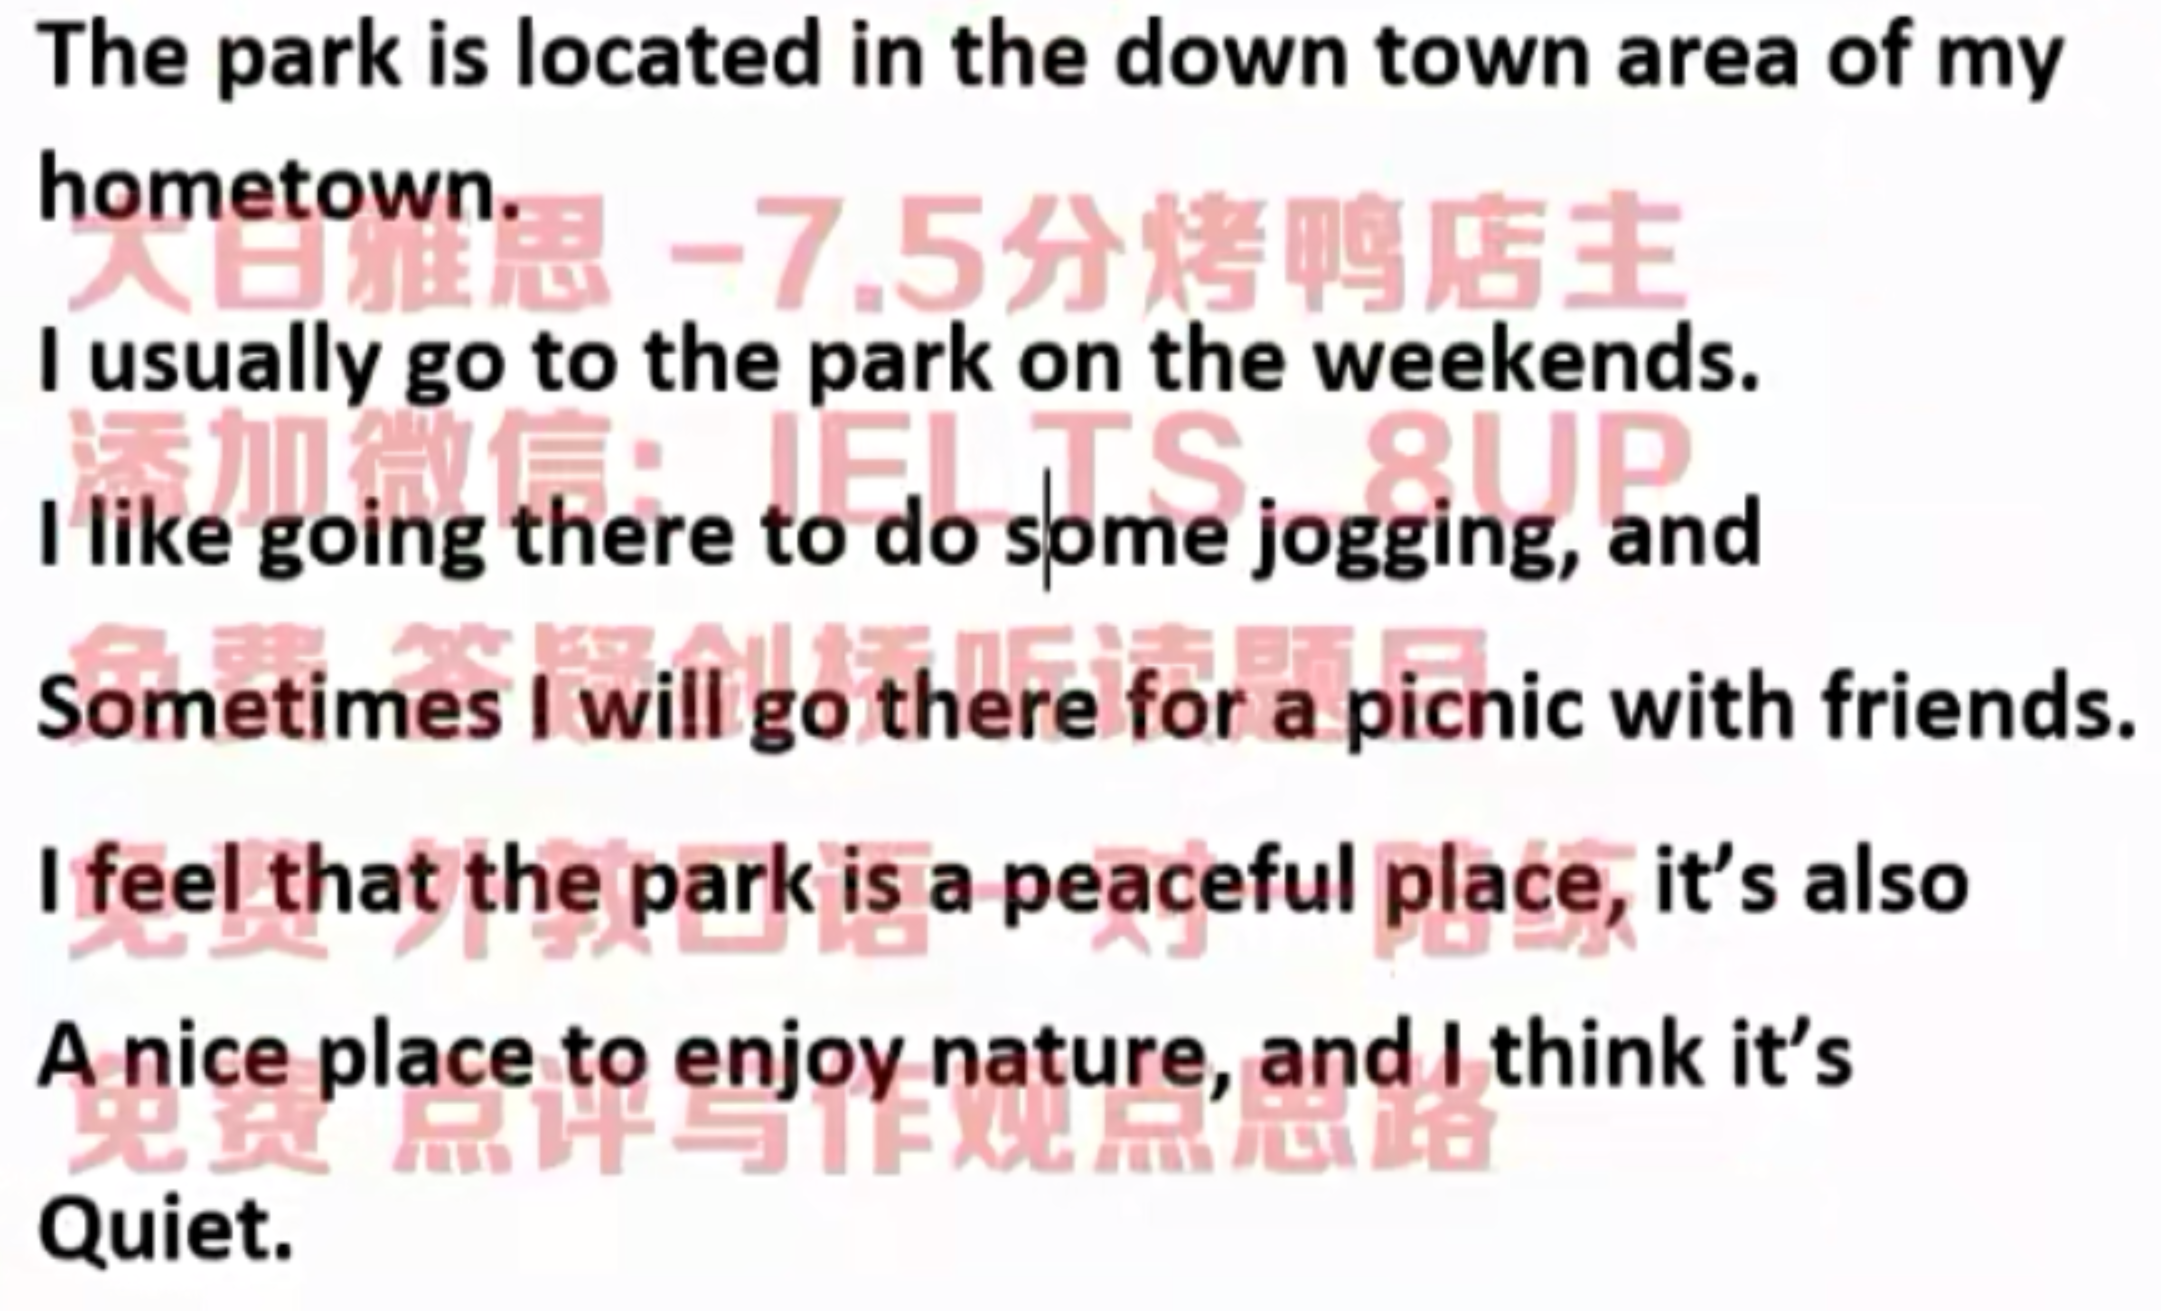 The park is located in the down town area of my
hometown.
大白雅思 -7.5分烤鸭店主
I usually go to the park on the weekends.
添加微信: IELTS_8UP
I like going there to do some jogging, and
免费 答疑剑桥听读题目
Sometimes I will go there for a picnic with friends.
I feel that the park is a peaceful place, it's also
免费 外教口语一对一陪练
A nice place to enjoy nature, and I think it's
免费 点评写作观点思路
Quiet.